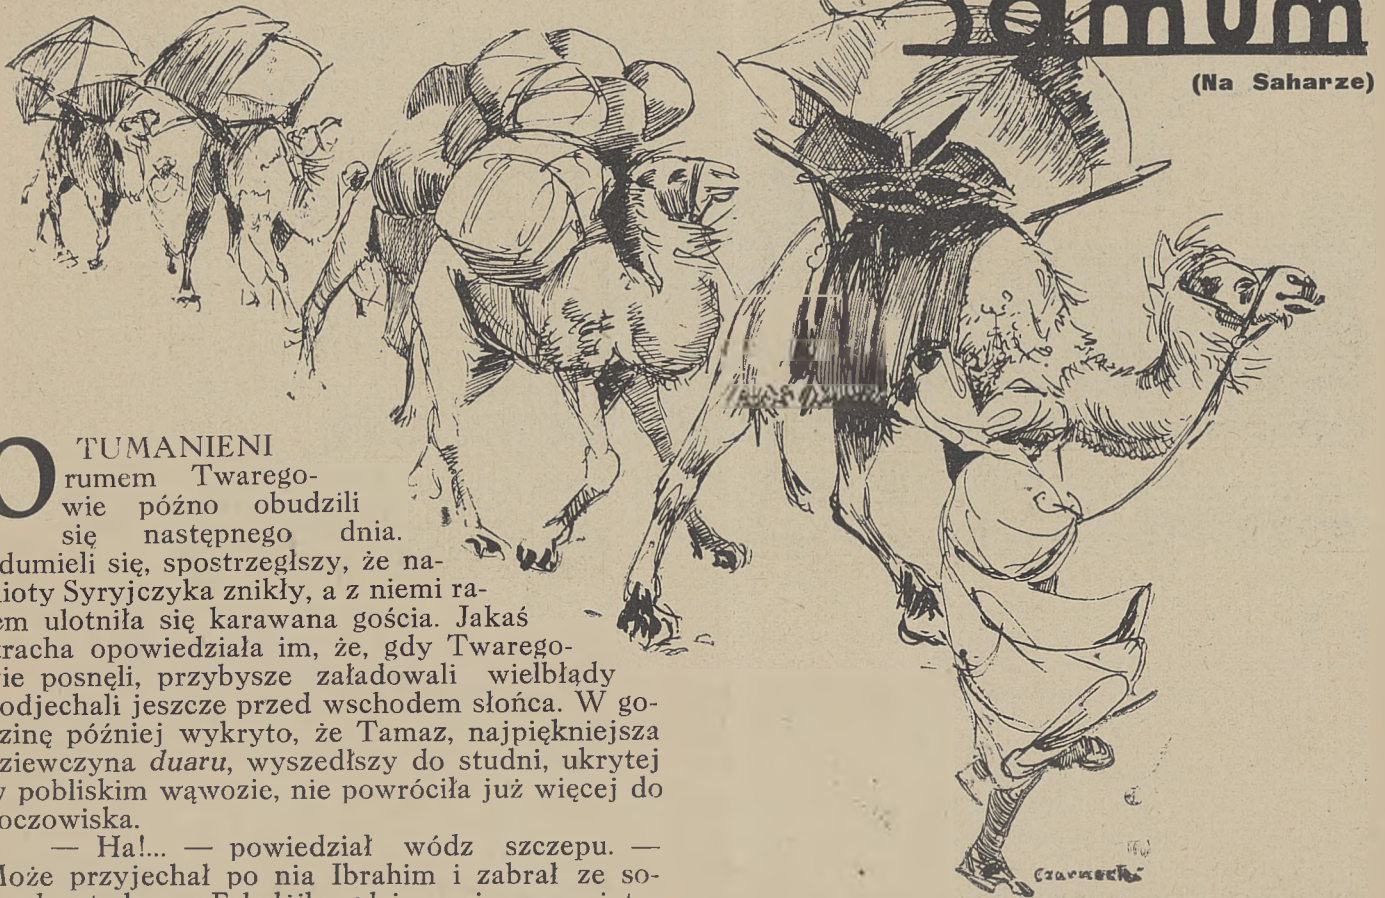 Samum
(Na Saharze)
OTUMANIENI
rumem Twarego-
wie późno obudzili
się następnego dnia.
dumieli się, spostrzegłszy, że na-
ioty Syryjczyka znikły, a z niemi ra-
em ulotniła się karawana gościa. Jakaś
racha opowiedziała im, że, gdy Twarego-
ie posnęli, przybysze załadowali wielbłądy
odjechali jeszcze przed wschodem słońca. W go-
zinę później wykryto, że Tamaz, najpiękniejsza
ziewczyna duaru, wyszedłszy do studni, ukrytej
pobliskim wąwozie, nie powróciła już więcej do
oczowiska.
— Ha!... — powiedział wódz szczepu. —
oże przyjechał po nia Ibrahim i zabrał ze so-
Czarnecki